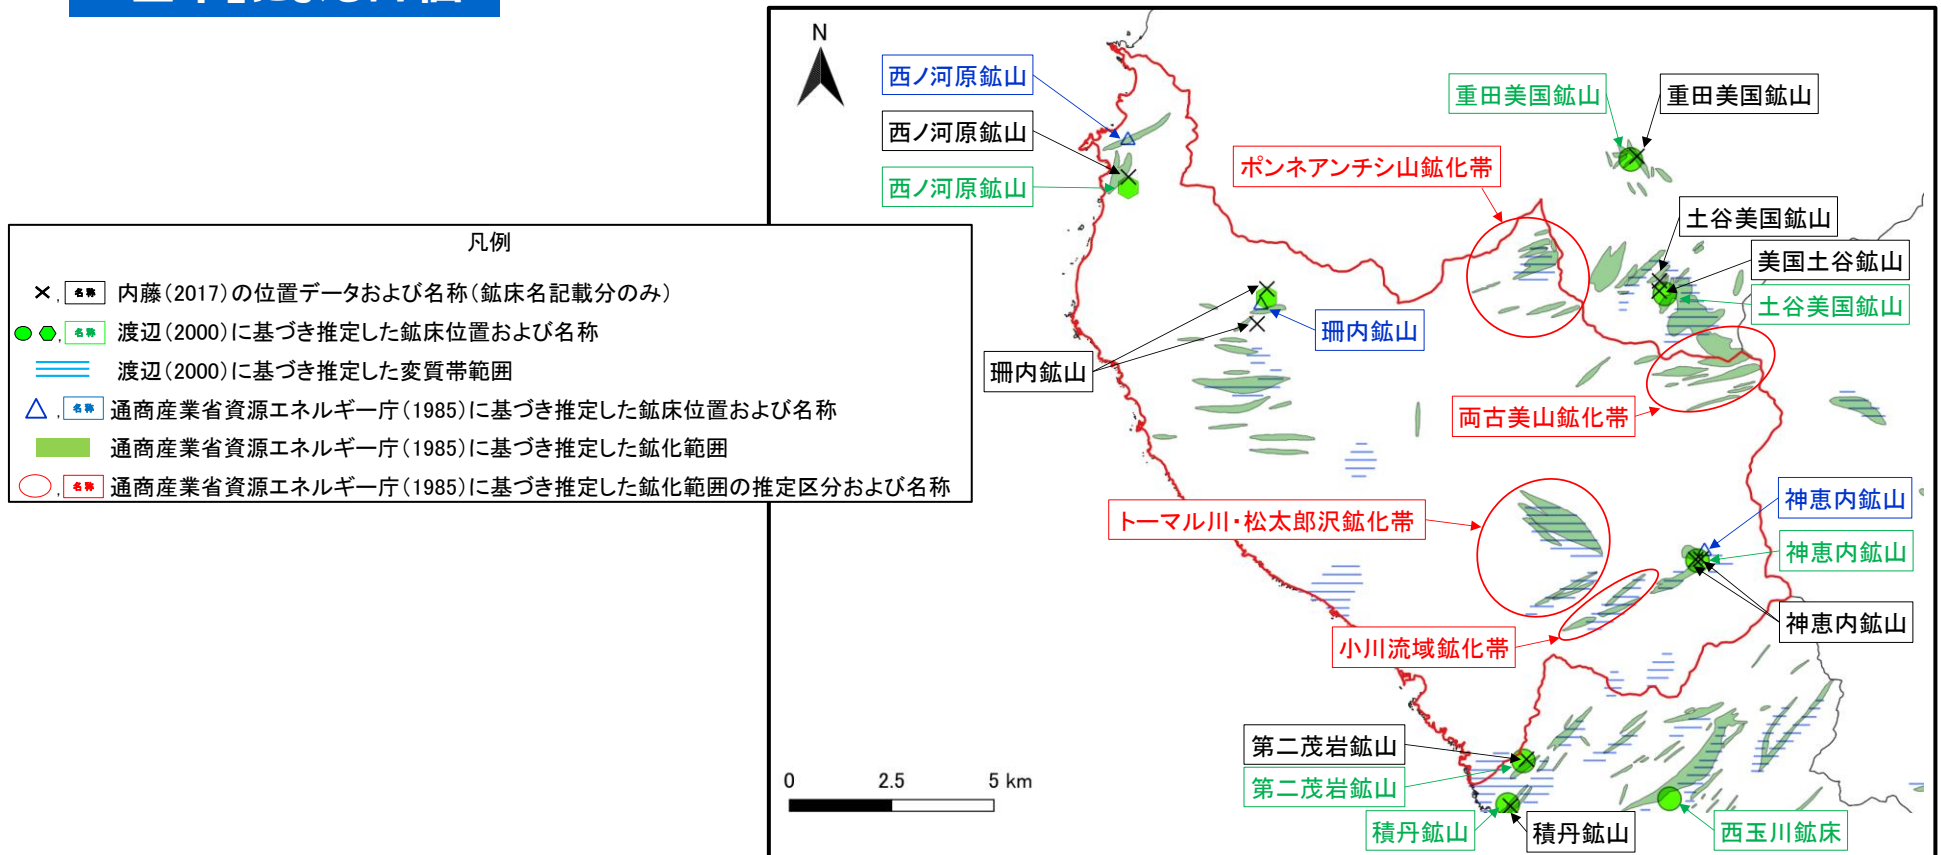 N
西ノ河原鉱山
西ノ河原鉱山
西ノ河原鉱山
重田美国鉱山
重田美国鉱山
ポンネアンチシ山鉱化帯
土谷美国鉱山
美国土谷鉱山
土谷美国鉱山
珊内鉱山
珊内鉱山
両古美山鉱化帯
トーマル川・松太郎沢鉱化帯
神恵内鉱山
神恵内鉱山
神恵内鉱山
小川流域鉱化帯
第二茂岩鉱山
第二茂岩鉱山
積丹鉱山
積丹鉱山
西玉川鉱床
0 2.5 5 km
凡例
, 名称 内藤(2017)の位置データおよび名称(鉱床名記載分のみ)
, 名称 渡辺(2000)に基づき推定した鉱床位置および名称
渡辺(2000)に基づき推定した変質帯範囲
, 名称 通商産業省資源エネルギー庁(1985)に基づき推定した鉱床位置および名称
通商産業省資源エネルギー庁(1985)に基づき推定した鉱化範囲
, 名称 通商産業省資源エネルギー庁(1985)に基づき推定した鉱化範囲の推定区分および名称